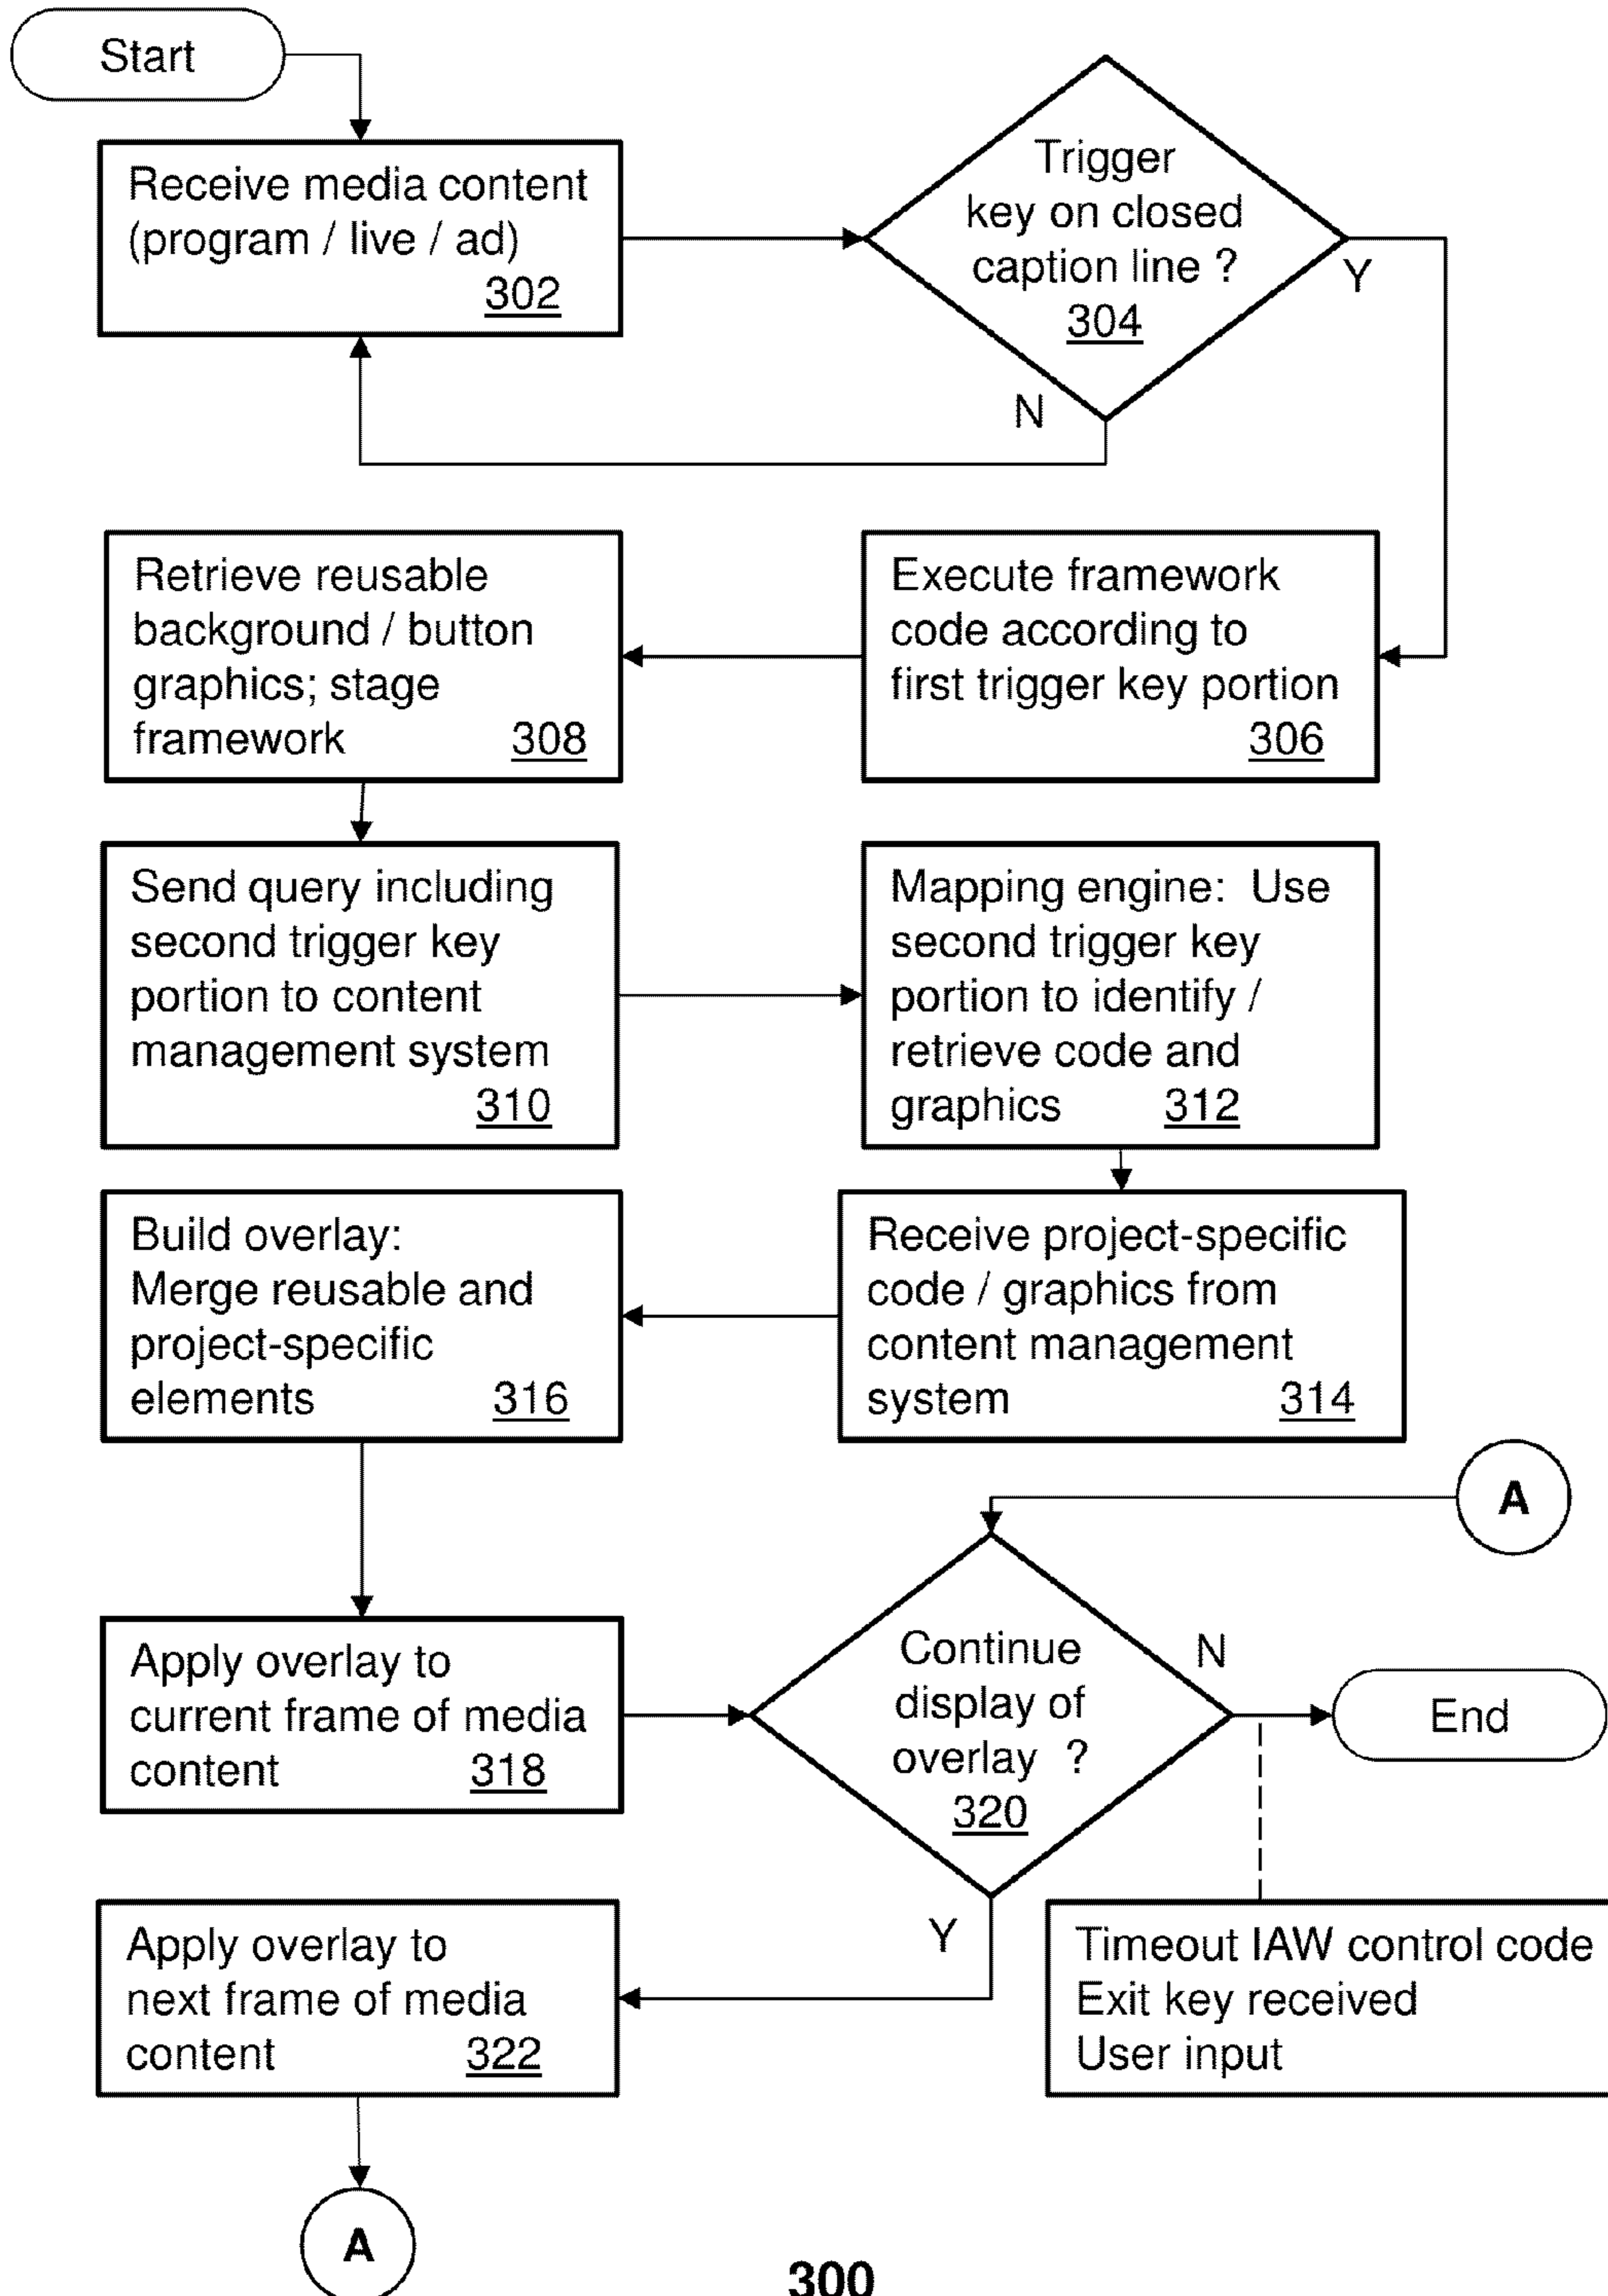 Start
Receive media content
(program / live / ad)
302
Trigger
key on closed
caption line ?
304
Y
N
Execute framework
code according to
first trigger key portion
306
Retrieve reusable
background / button
graphics; stage
framework 308
Send query including
second trigger key
portion to content
management system
310
Mapping engine: Use
second trigger key
portion to identify /
retrieve code and
graphics 312
Receive project-specific
code / graphics from
content management
system 314
Build overlay:
Merge reusable and
project-specific
elements 316
A
Apply overlay to
current frame of media
content 318
Continue
display of
overlay ?
320
N
End
Y
Timeout IAW control code
Exit key received
User input
Apply overlay to
next frame of media
content 322
A
300